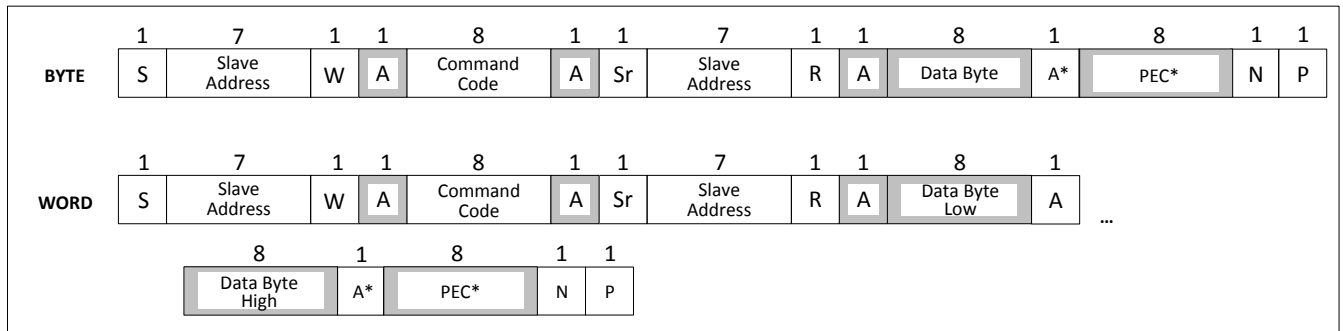 1 7 1 1 8 1 1 7 1 1 8 1 8 1 1
BYTE S Slave Address W A Command Code A Sr Slave Address R A Data Byte A* PEC* N P
1 7 1 1 8 1 1 7 1 1 8 1
WORD S Slave Address W A Command Code A Sr Slave Address R A Data Byte Low A ...
8 1 8 1 1
Data Byte High A* PEC* N P